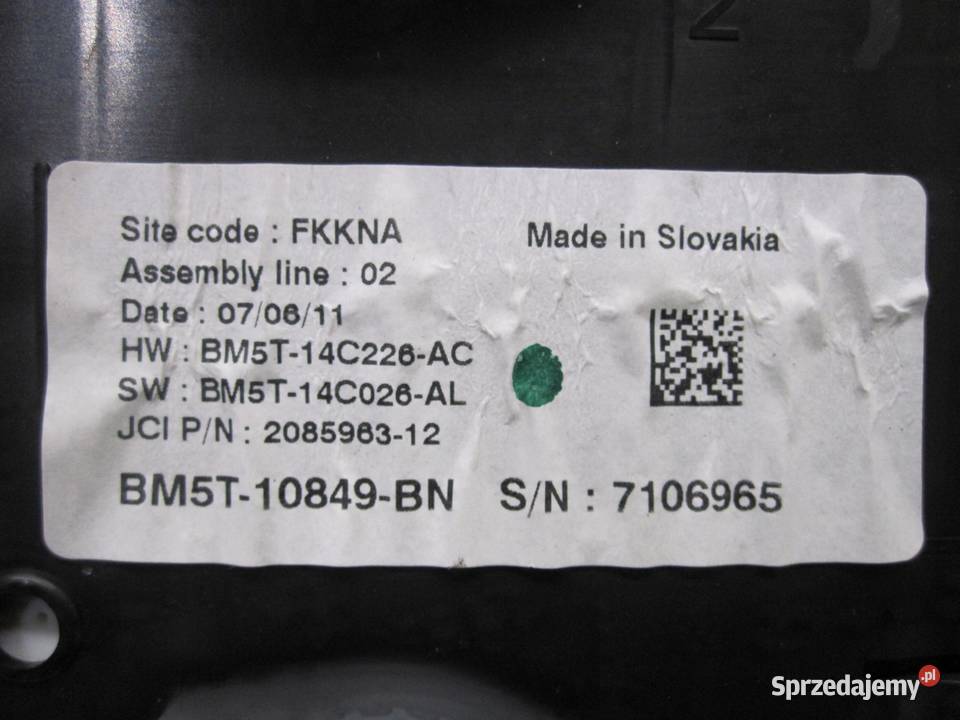 2
Site code : FKKNA
Made in Slovakia
Assembly line : 02
Date : 07/06/11
HW : BM5T-14C226-AC
SW : BM5T-14C026-AL
JCI P/N : 2085963-12
BM5T-10849-BN S/N : 7106965
Sprzedajemy.pl